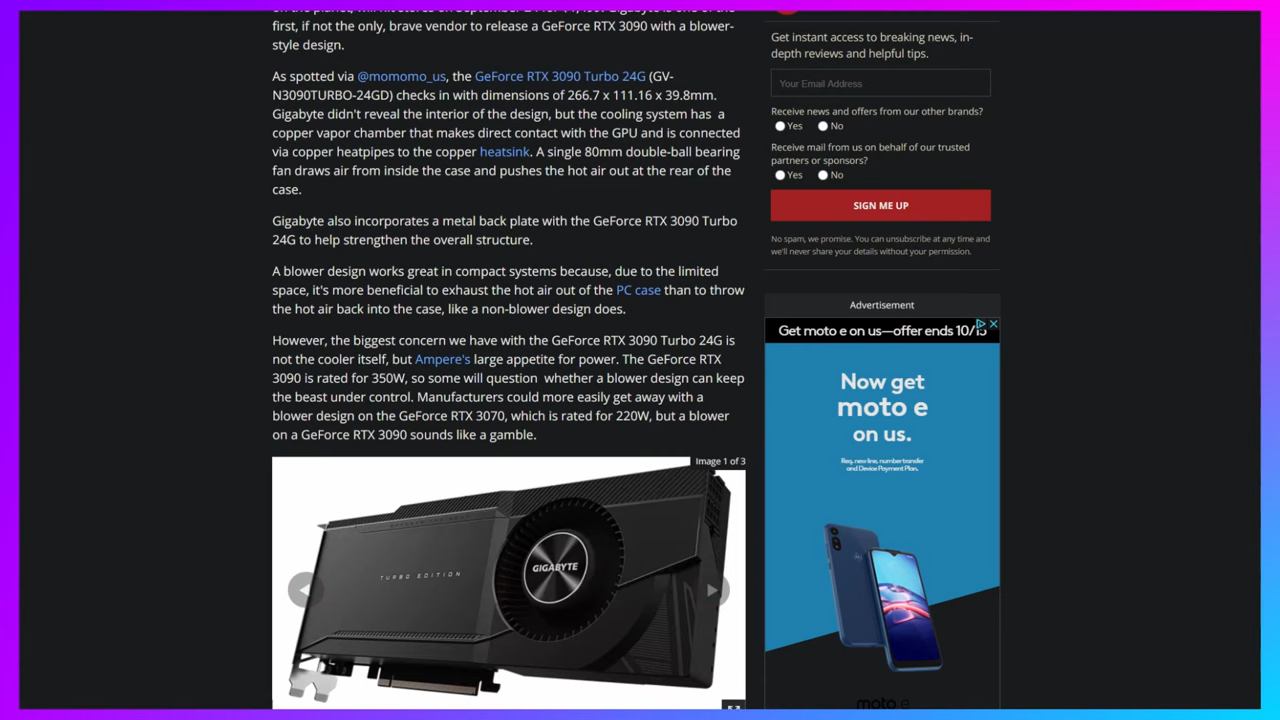 first, if not the only, brave vendor to release a GeForce RTX 3090 with a blower-
style design.
As spotted via @momomo_us, the GeForce RTX 3090 Turbo 24G (GV-
N3090TURBO-24GD) checks in with dimensions of 266.7 x 111.16 x 39.8mm.
Gigabyte didn't reveal the interior of the design, but the cooling system has a
copper vapor chamber that makes direct contact with the GPU and is connected
via copper heatpipes to the copper heatsink. A single 80mm double-ball bearing
fan draws air from inside the case and pushes the hot air out at the rear of the
case.
Gigabyte also incorporates a metal back plate with the GeForce RTX 3090 Turbo
24G to help strengthen the overall structure.
A blower design works great in compact systems because, due to the limited
space, it's more beneficial to exhaust the hot air out of the PC case than to throw
the hot air back into the case, like a non-blower design does.
However, the biggest concern we have with the GeForce RTX 3090 Turbo 24G is
not the cooler itself, but Ampere's large appetite for power. The GeForce RTX
3090 is rated for 350W, so some will question whether a blower design can keep
the beast under control. Manufacturers could more easily get away with a
blower design on the GeForce RTX 3070, which is rated for 220W, but a blower
on a GeForce RTX 3090 sounds like a gamble.
Image 1 of 3
TURBO EDITION
GIGABYTE
Get instant access to breaking news, in-
depth reviews and helpful tips.
Your Email Address
Receive news and offers from our other brands?
Yes No
Receive mail from us on behalf of our trusted
partners or sponsors?
Yes No
SIGN ME UP
No spam, we promise. You can unsubscribe at any time and
we'll never share your details without your permission.
Advertisement
Get moto e on us—offer ends 10/15
Now get
moto e
on us.
Req. new line, number transfer
and Device Payment Plan.
moto e